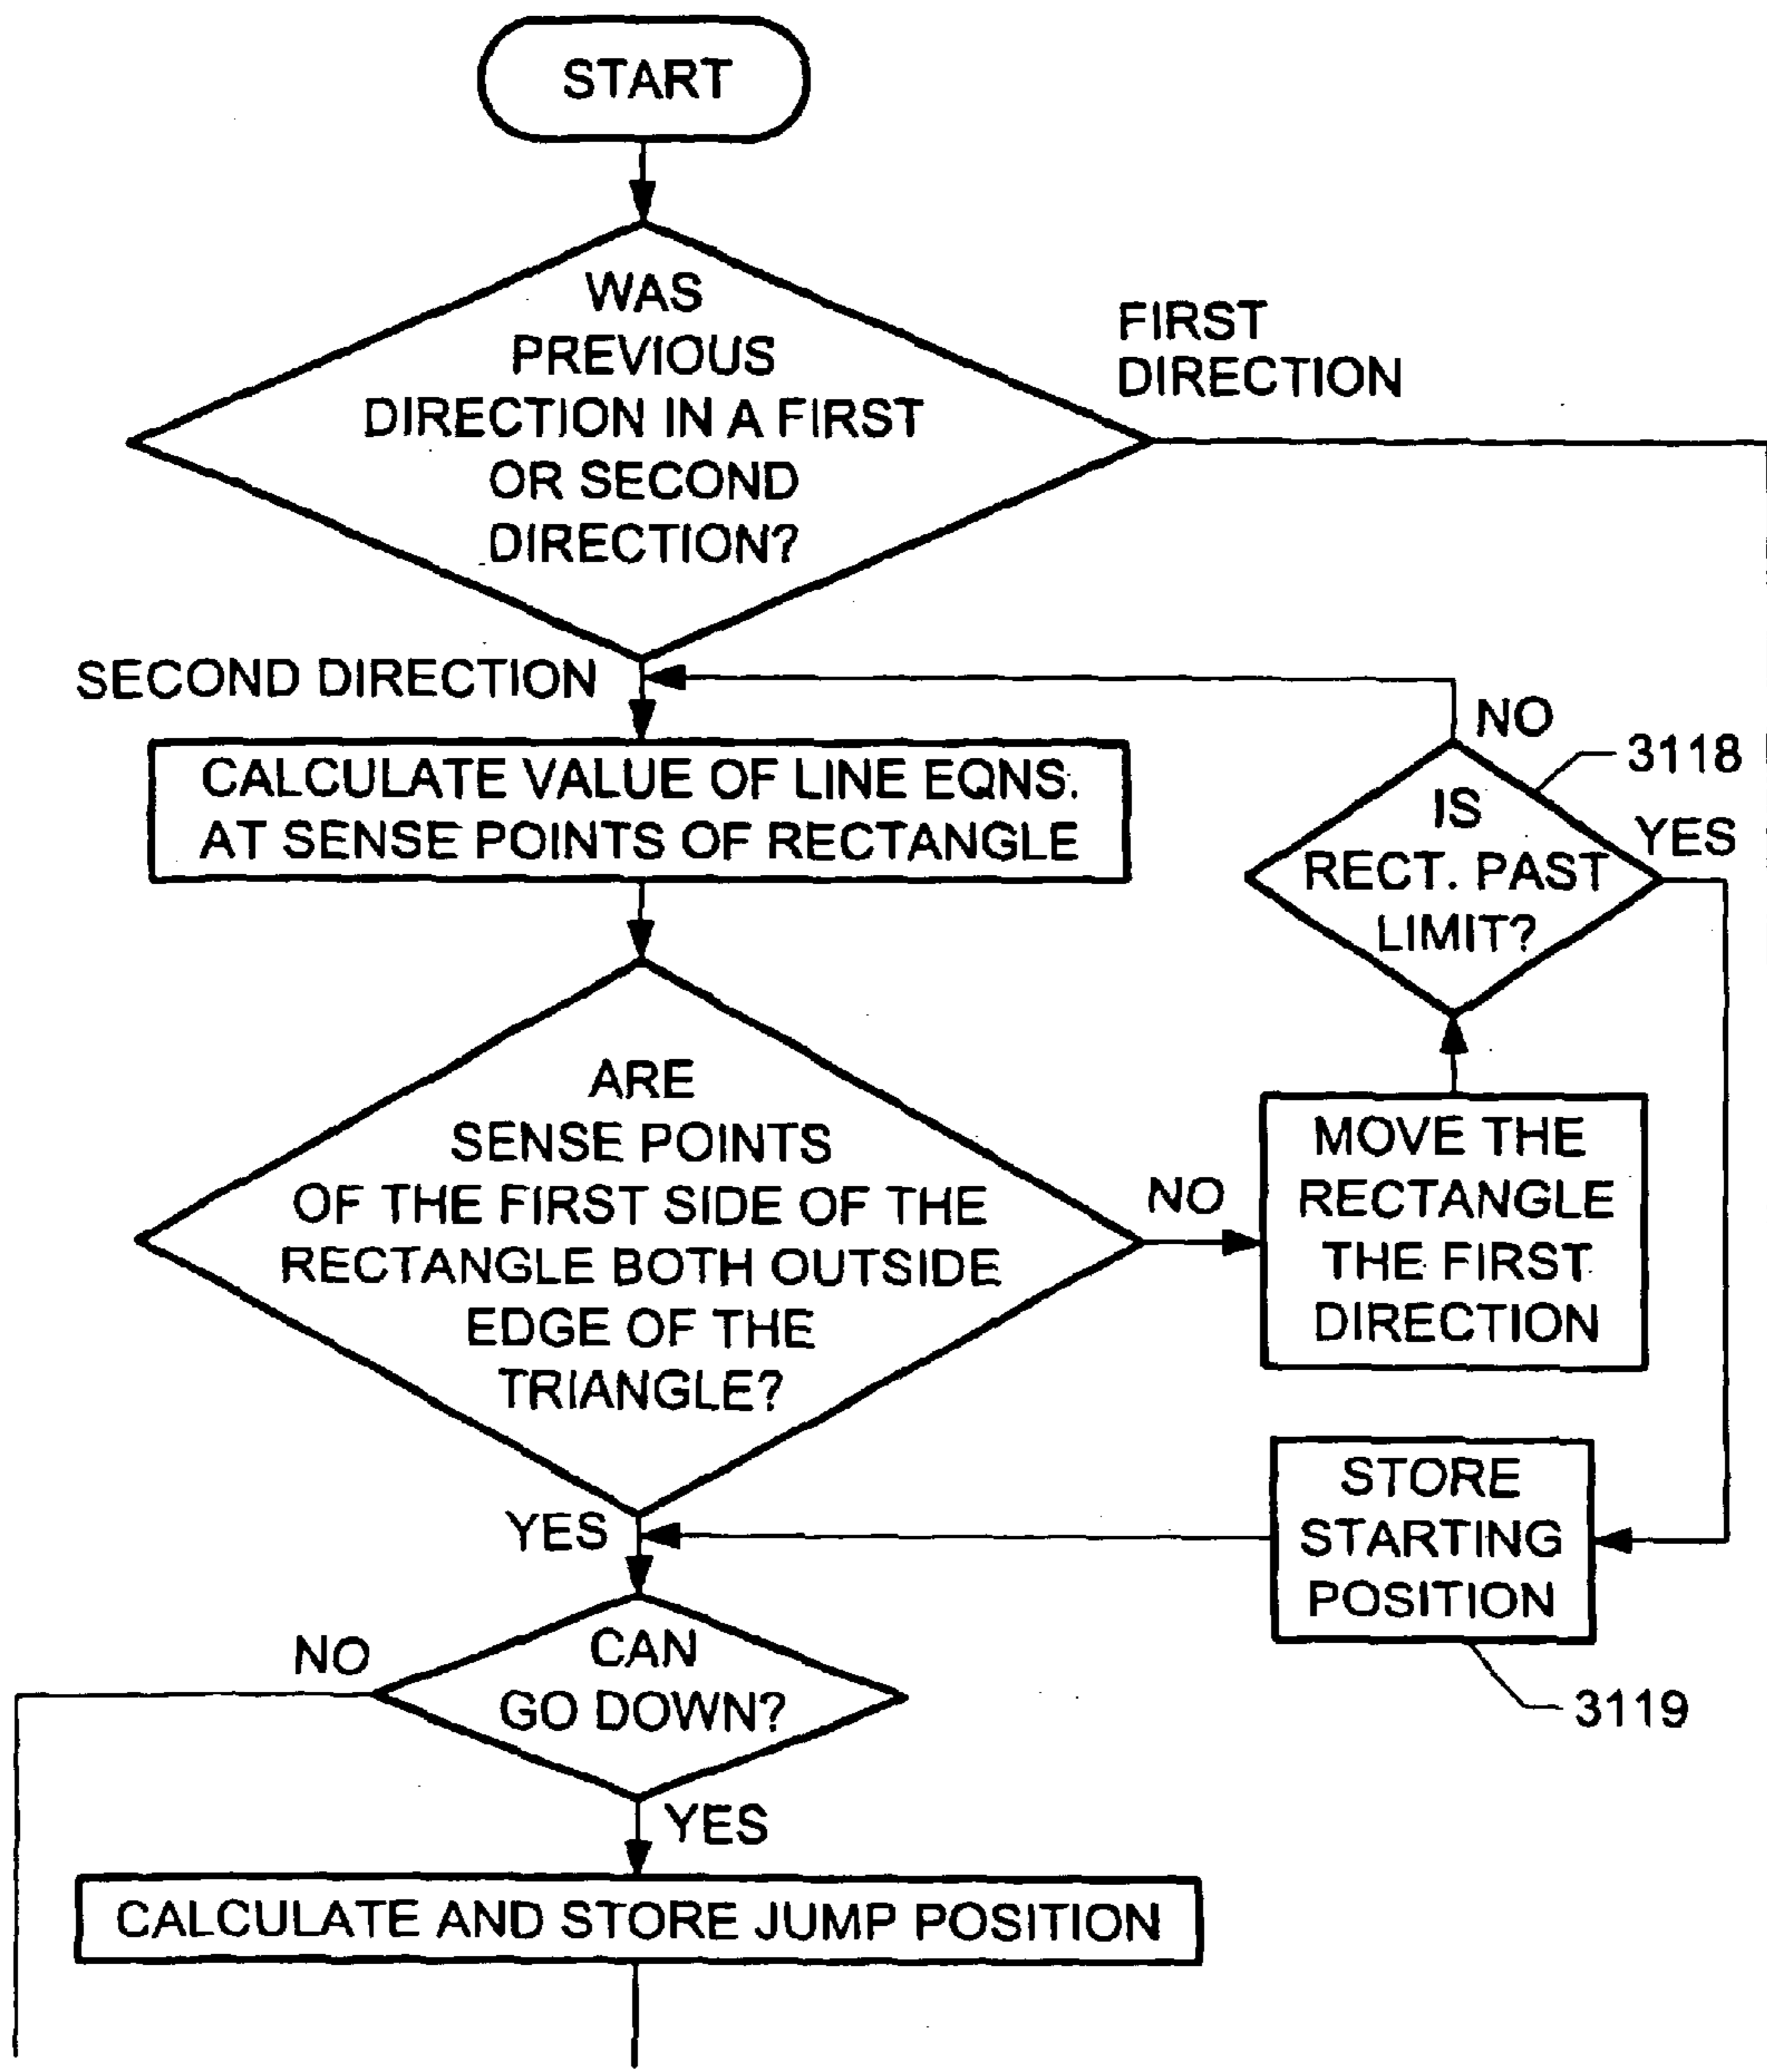 START
WAS
PREVIOUS
DIRECTION IN A FIRST
OR SECOND
DIRECTION?
FIRST
DIRECTION
SECOND DIRECTION
CALCULATE VALUE OF LINE EQNS.
AT SENSE POINTS OF RECTANGLE
NO
3118
IS
RECT. PAST
LIMIT?
YES
ARE
SENSE POINTS
OF THE FIRST SIDE OF THE
RECTANGLE BOTH OUTSIDE
EDGE OF THE
TRIANGLE?
NO
MOVE THE
RECTANGLE
THE FIRST
DIRECTION
YES
STORE
STARTING
POSITION
3119
CAN
GO DOWN?
NO
YES
CALCULATE AND STORE JUMP POSITION